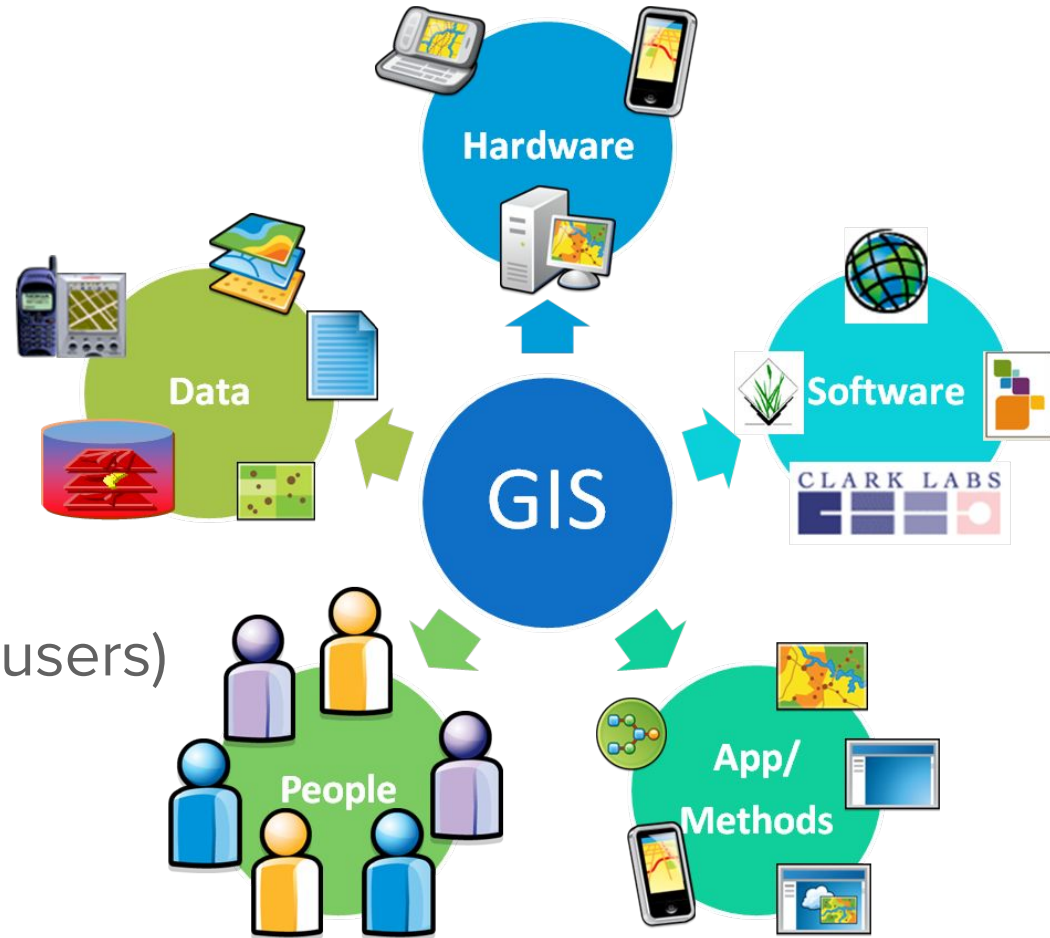 Hardware
Data
Software
CLARK LABS
GIS
users)
People
App/
Methods